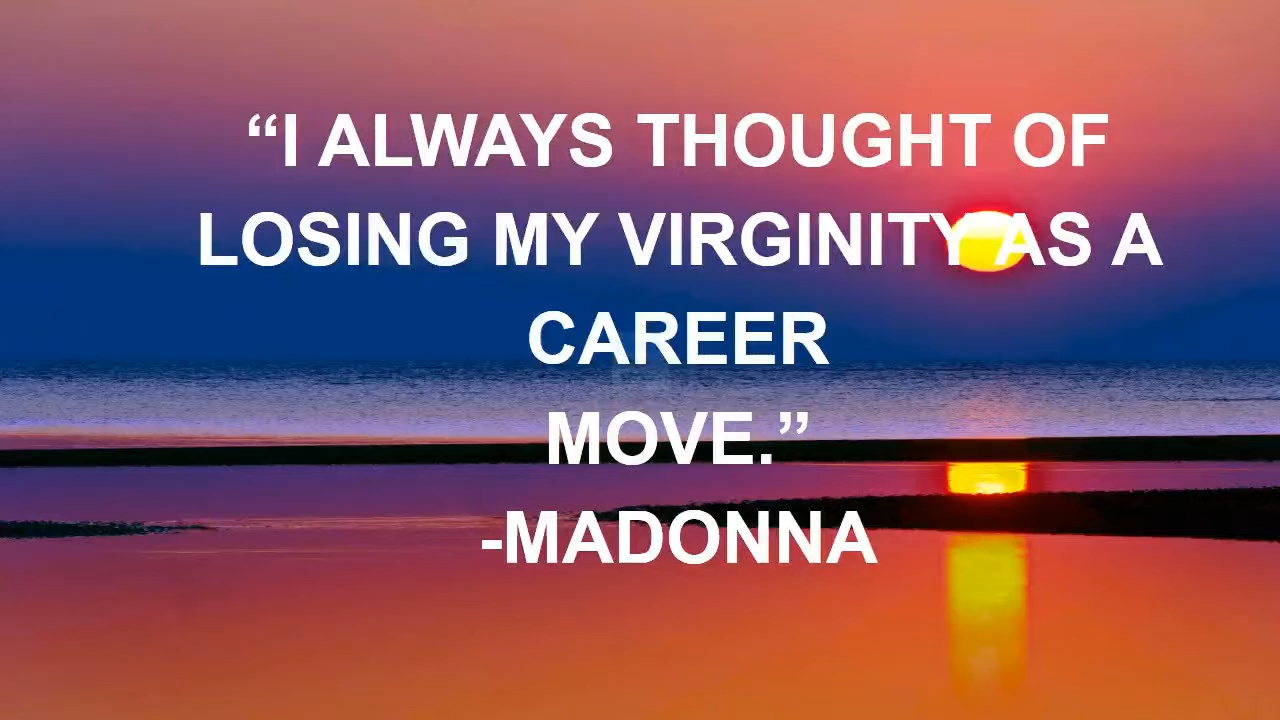 “I ALWAYS THOUGHT OF
LOSING MY VIRGINITY AS A
CAREER
MOVE.”
-MADONNA